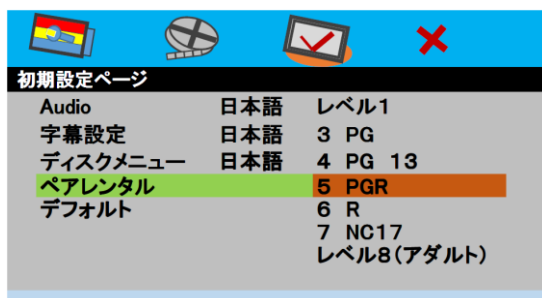 初期設定ページ
Audio 日本語 レベル1
字幕設定 日本語 3 PG
ディスクメニュー 日本語 4 PG 13
ペアレンタル 5 PGR
デフォルト 6 R
7 NC17
レベル8(アダルト)